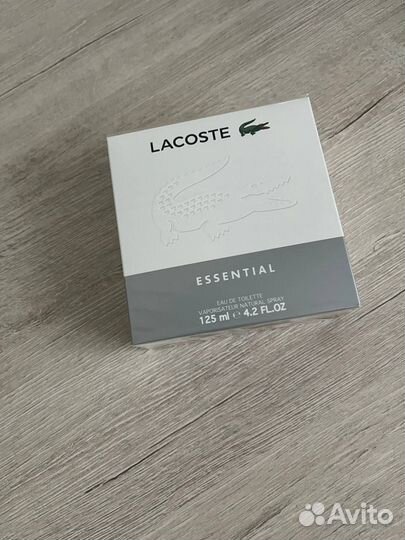 LACOSTE
ESSENTIAL
EAU DE TOILETTE
VAPORISATEUR NATURAL SPRAY
125 ml ℮ 4.2 FL.OZ
Avito